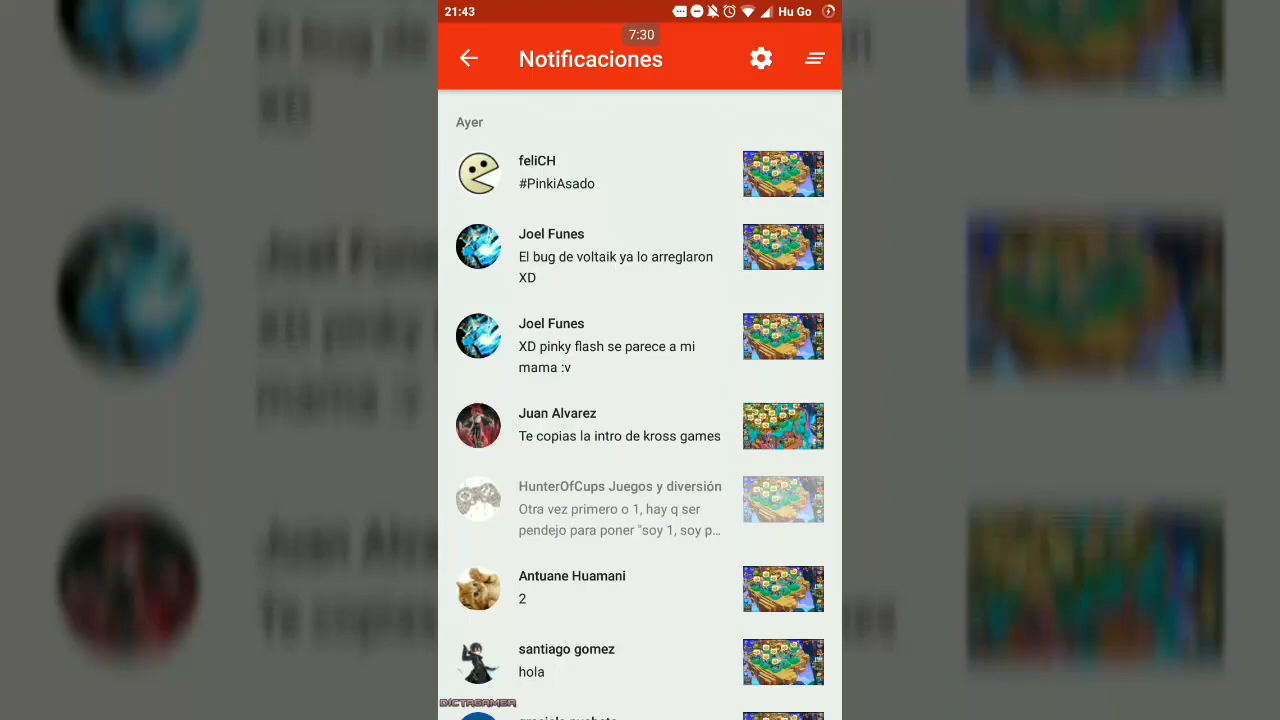 21:43
Hu Go
7:30
Notificaciones
Ayer
feliCH
#PinkiAsado
Joel Funes
El bug de voltaik ya lo arreglaron
XD
Joel Funes
XD pinky flash se parece a mi
mama :v
Juan Alvarez
Te copias la intro de kross games
HunterOfCups Juegos y diversión
Otra vez primero o 1, hay q ser
pendejo para poner "soy 1, soy p...
Antuane Huamani
2
santiago gomez
hola
DICTAGAMER